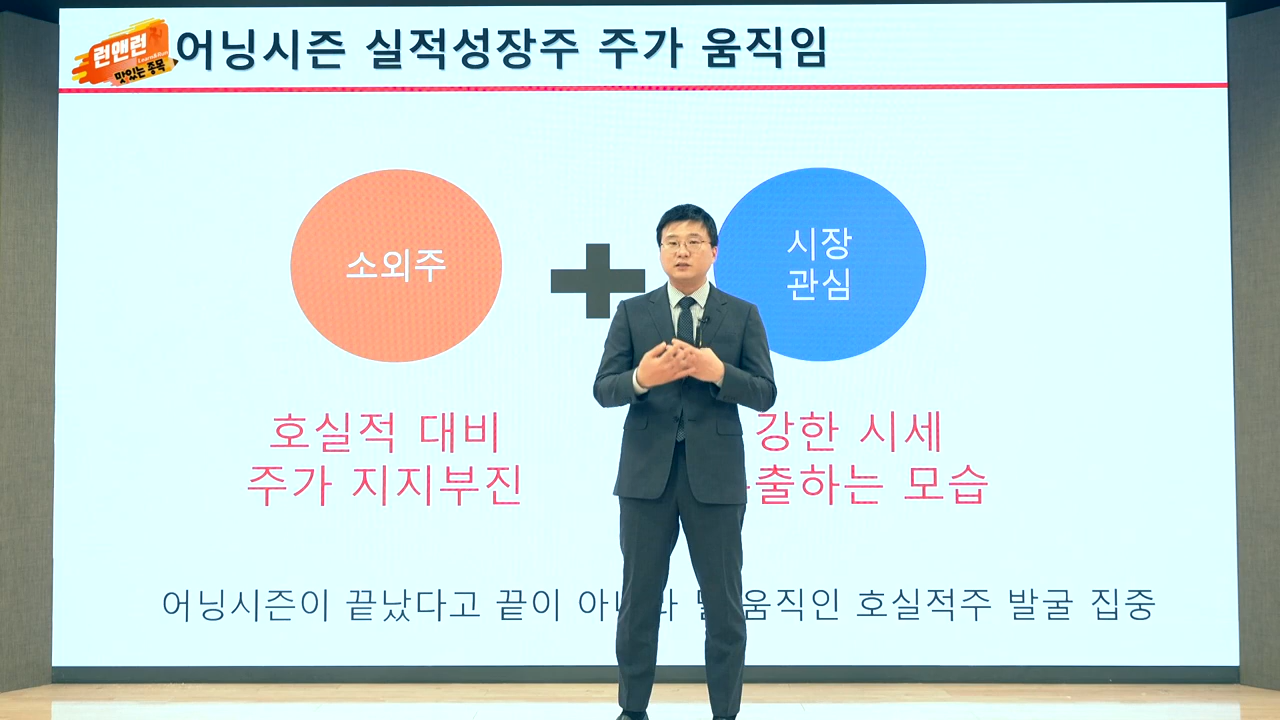 런앤런
Learn&Run
맛있는 종목
어닝시즌 실적성장주 주가 움직임
소외주
시장
관심
호실적 대비
주가 지지부진
강한 시세
출하는 모습
어닝시즌이 끝났다고 끝이 움직인 호실적주 발굴 집중